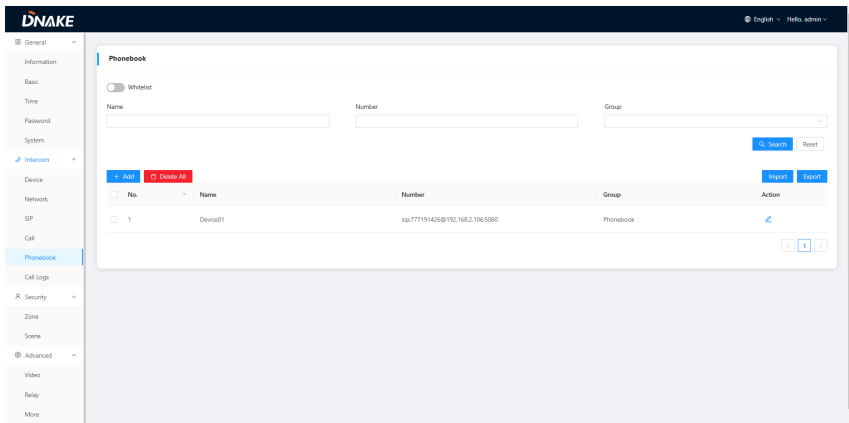 DNAKE
English
Hello, admin
General
Information
Basic
Time
Password
System
Intercom
Device
Network
SIP
Call
Phonebook
Call Logs
Security
Zone
Scene
Advanced
Video
Relay
More
Phonebook
Whitelist
Name Number Group
Search Reset
+ Add Delete All Import Export
No. Name Number Group Action
1 Device01 sip:777191426@192.168.2.106:5060 Phonebook
< 1 >